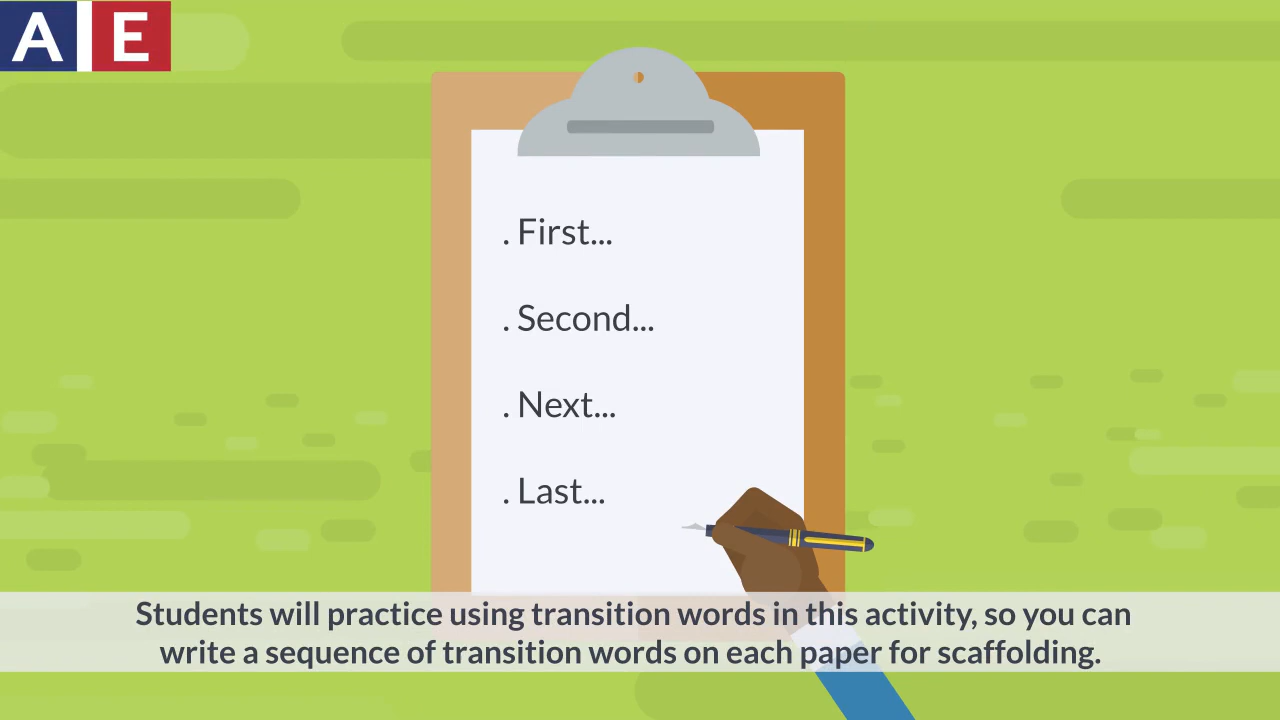 A E
. First...
. Second...
. Next...
. Last...
Students will practice using transition words in this activity, so you can
write a sequence of transition words on each paper for scaffolding.